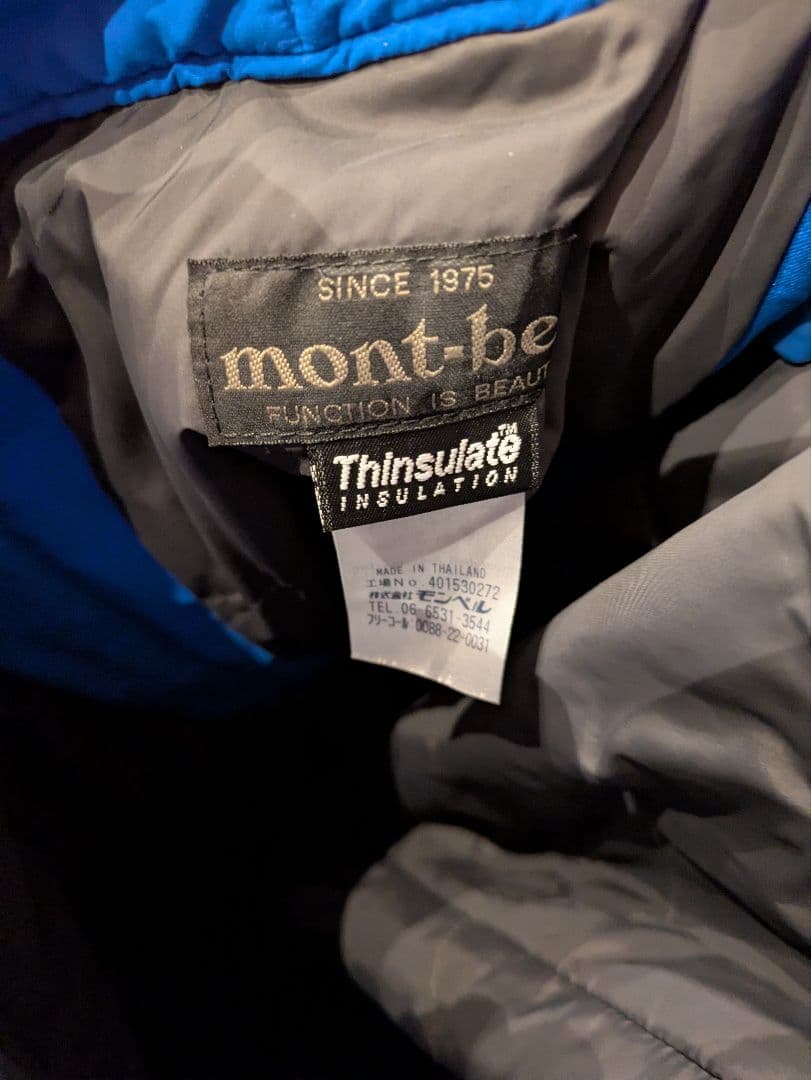 SINCE 1975
mont-be
FUNCTION IS BEAUT
Thinsulate™
INSULATION
MADE IN THAILAND
工場No.401530272
株式会社モンベル
TEL.06-6531-3544
フリーコール 0088-22-0031